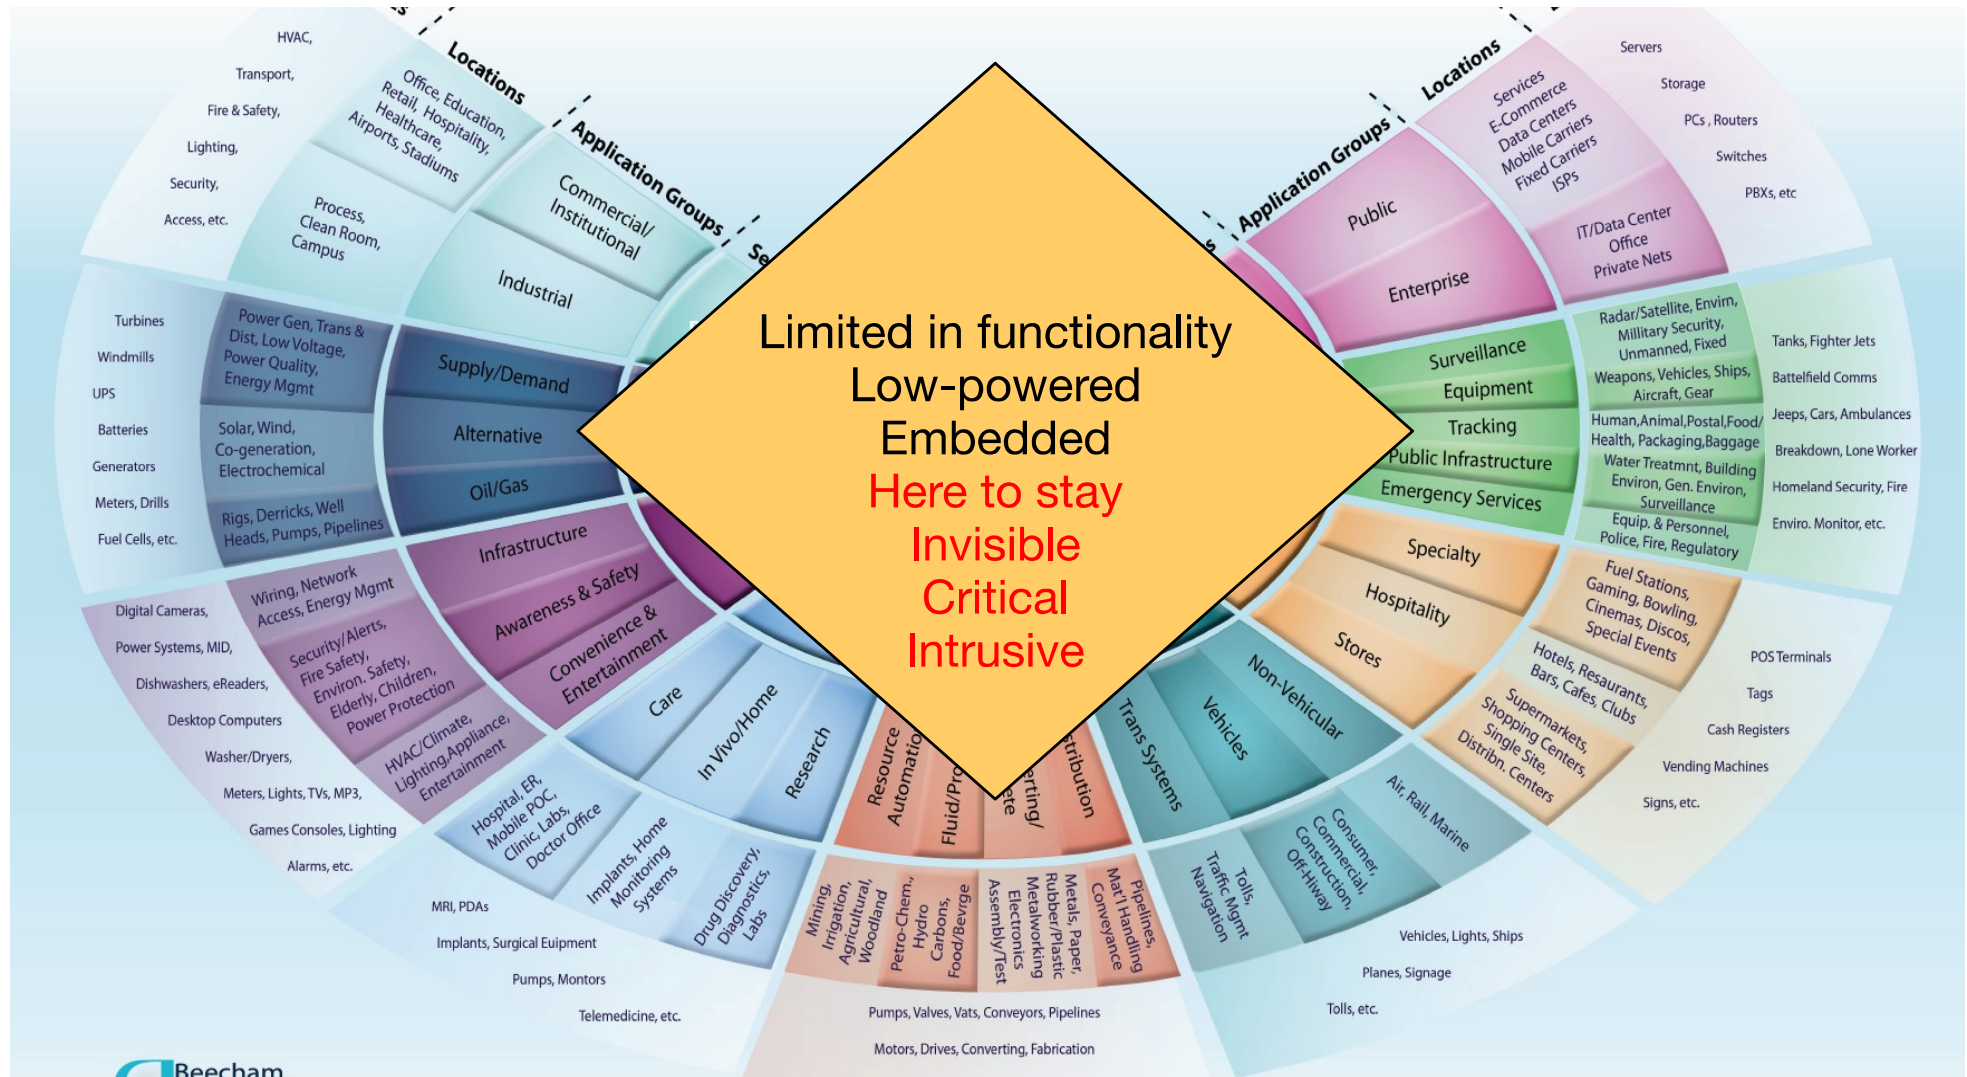 HVAC,
Transport,
Fire & Safety,
Lighting,
Security,
Access, etc.
Locations
Office, Education,
Retail, Hospitality,
Healthcare,
Airports, Stadiums
Process,
Clean Room,
Campus
Application Groups
Commercial/
Institutional
Industrial
Turbines
Windmills
UPS
Batteries
Generators
Meters, Drills
Fuel Cells, etc.
Power Gen, Trans &
Dist, Low Voltage,
Power Quality,
Energy Mgmt
Solar, Wind,
Co-generation,
Electrochemical
Rigs, Derricks, Well
Heads, Pumps, Pipelines
Supply/Demand
Alternative
Oil/Gas
Digital Cameras,
Power Systems, MID,
Dishwashers, eReaders,
Desktop Computers
Washer/Dryers,
Meters, Lights, TVs, MP3,
Games Consoles, Lighting
Alarms, etc.
Wiring, Network
Access, Energy Mgmt
Security/Alerts,
Fire Safety,
Environ. Safety,
Elderly, Children,
Power Protection
HVAC/Climate,
Lighting,Appliance,
Entertainment
Infrastructure
Awareness & Safety
Convenience &
Entertainment
MRI, PDAs
Implants, Surgical Euipment
Pumps, Montors
Telemedicine, etc.
Hospital, ER,
Mobile POC,
Clinic, Labs,
Doctor Office
Implants, Home
Monitoring
Systems
Drug Discovery,
Diagnostics,
Labs
Care
In Vivo/Home
Research
Limited in functionality
Low-powered
Embedded
Here to stay
Invisible
Critical
Intrusive
Resource
Automatio
Fluid/Pro
erting/
ete
stribution
Mining,
Irrigation,
Agricultural,
Woodland
Petro-Chem.,
Hydro
Carbons,
Food/Bevrge
Metals, Paper,
Rubber/Plastic
Metalworking
Electronics
Assembly/Test
Pipelines,
Mat'l Handling
Conveyance
Pumps, Valves, Vats, Conveyors, Pipelines
Motors, Drives, Converting, Fabrication
Trans Systems
Vehicles
Non-Vehicular
Tolls,
Traffic Mgmt
Navigation
Consumer,
Commercial,
Construction,
Off-Hiway
Air, Rail, Marine
Vehicles, Lights, Ships
Planes, Signage
Tolls, etc.
Specialty
Hospitality
Stores
Fuel Stations,
Gaming, Bowling,
Cinemas, Discos,
Special Events
Hotels, Resaurants,
Bars, Cafes, Clubs
Supermarkets,
Shopping Centers,
Single Site,
Distribn. Centers
POS Terminals
Tags
Cash Registers
Vending Machines
Signs, etc.
Surveillance
Equipment
Tracking
Public Infrastructure
Emergency Services
Radar/Satellite, Envirn,
Millitary Security,
Unmanned, Fixed
Weapons, Vehicles, Ships,
Aircraft, Gear
Human,Animal,Postal,Food/
Health, Packaging,Baggage
Water Treatmnt, Building
Environ, Gen. Environ,
Surveillance
Equip. & Personnel,
Police, Fire, Regulatory
Tanks, Fighter Jets
Battelfield Comms
Jeeps, Cars, Ambulances
Breakdown, Lone Worker
Homeland Security, Fire
Enviro. Monitor, etc.
Application Groups
Public
Enterprise
Locations
Services
E-Commerce
Data Centers
Mobile Carriers
Fixed Carriers
ISPs
IT/Data Center
Office
Private Nets
Servers
Storage
PCs , Routers
Switches
PBXs, etc
Beecham